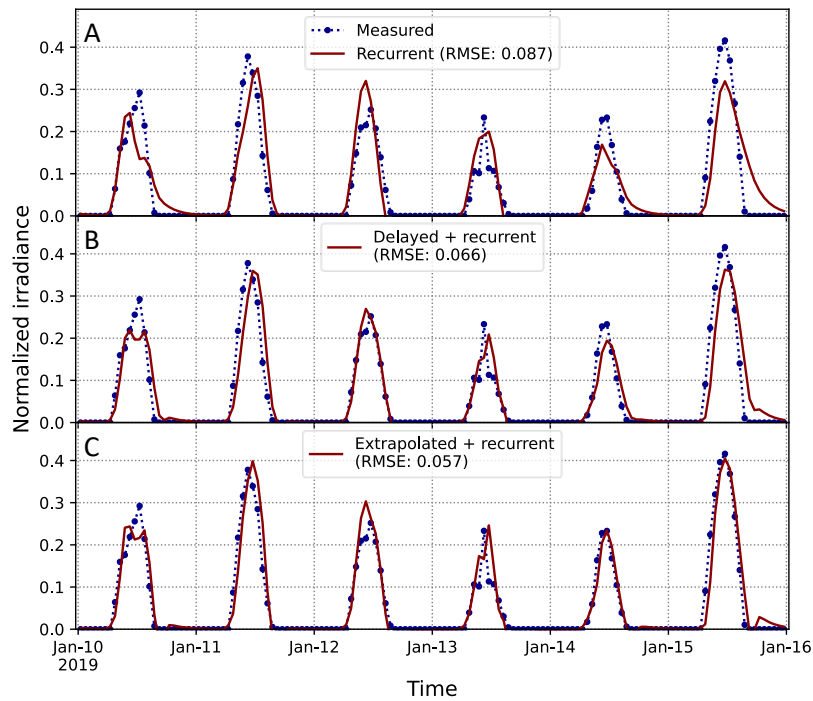 A
Measured
Recurrent (RMSE: 0.087)
0.4
0.3
0.2
0.1
0.0
B
Delayed + recurrent
(RMSE: 0.066)
0.4
0.3
0.2
0.1
0.0
Normalized irradiance
C
Extrapolated + recurrent
(RMSE: 0.057)
0.4
0.3
0.2
0.1
0.0
Jan-10 Jan-11 Jan-12 Jan-13 Jan-14 Jan-15 Jan-16
2019
Time